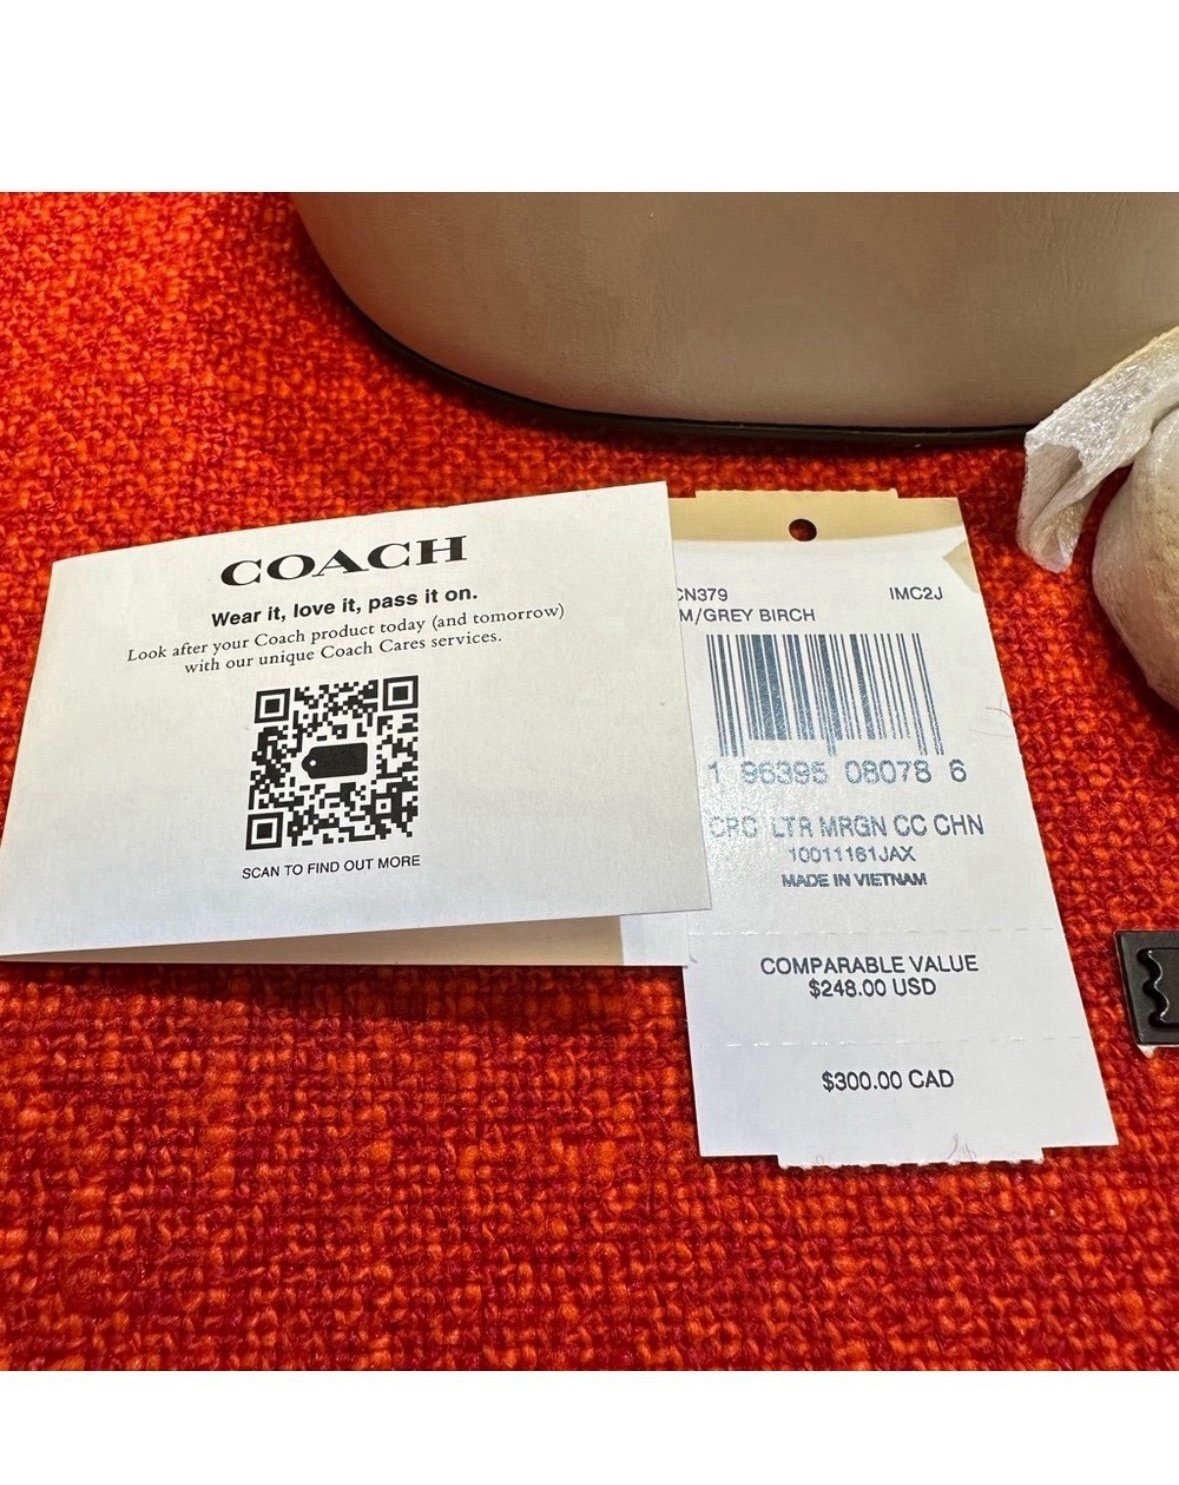 COACH
Wear it, love it, pass it on.
Look after your Coach product today (and tomorrow)
with our unique Coach Cares services.
SCAN TO FIND OUT MORE
CN379 IMC2J
M/GREY BIRCH
1 96395 08078 6
CRG LTR MRGN CC CHN
10011161JAX
MADE IN VIETNAM
COMPARABLE VALUE
$248.00 USD
$300.00 CAD